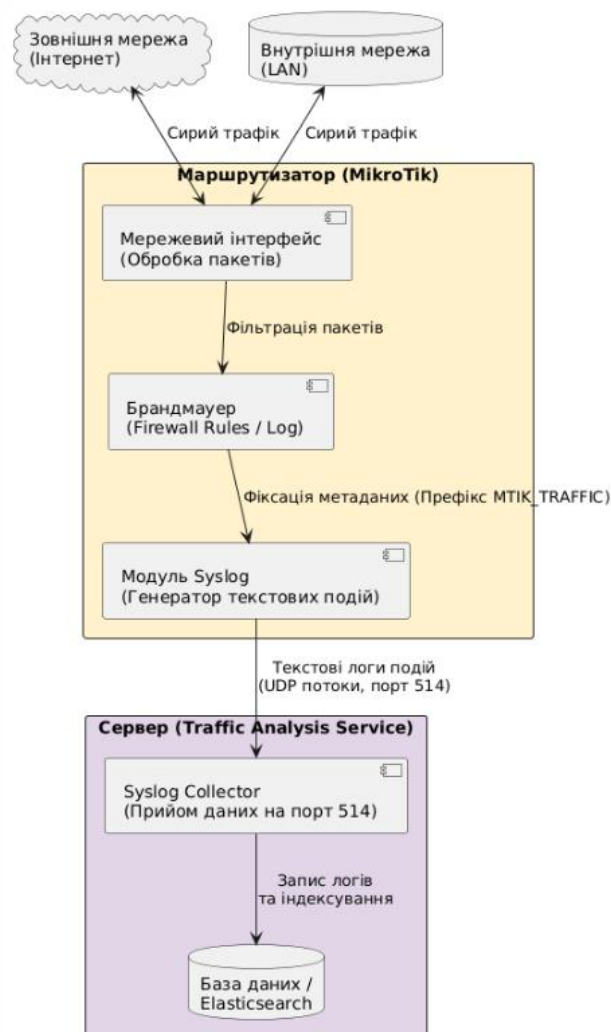 Зовнішня мережа
(Інтернет)
Внутрішня мережа
(LAN)
Сирий трафік
Сирий трафік
Маршрутизатор (MikroTik)
Мережевий інтерфейс
(Обробка пакетів)
Фільтрація пакетів
Брандмауер
(Firewall Rules / Log)
Фіксація метаданих (Префікс MTIK_TRAFFIC)
Модуль Syslog
(Генератор текстових подій)
Текстові логи подій
(UDP потоки, порт 514)
Сервер (Traffic Analysis Service)
Syslog Collector
(Прийом даних на порт 514)
Запис логів
та індексування
База даних /
Elasticsearch